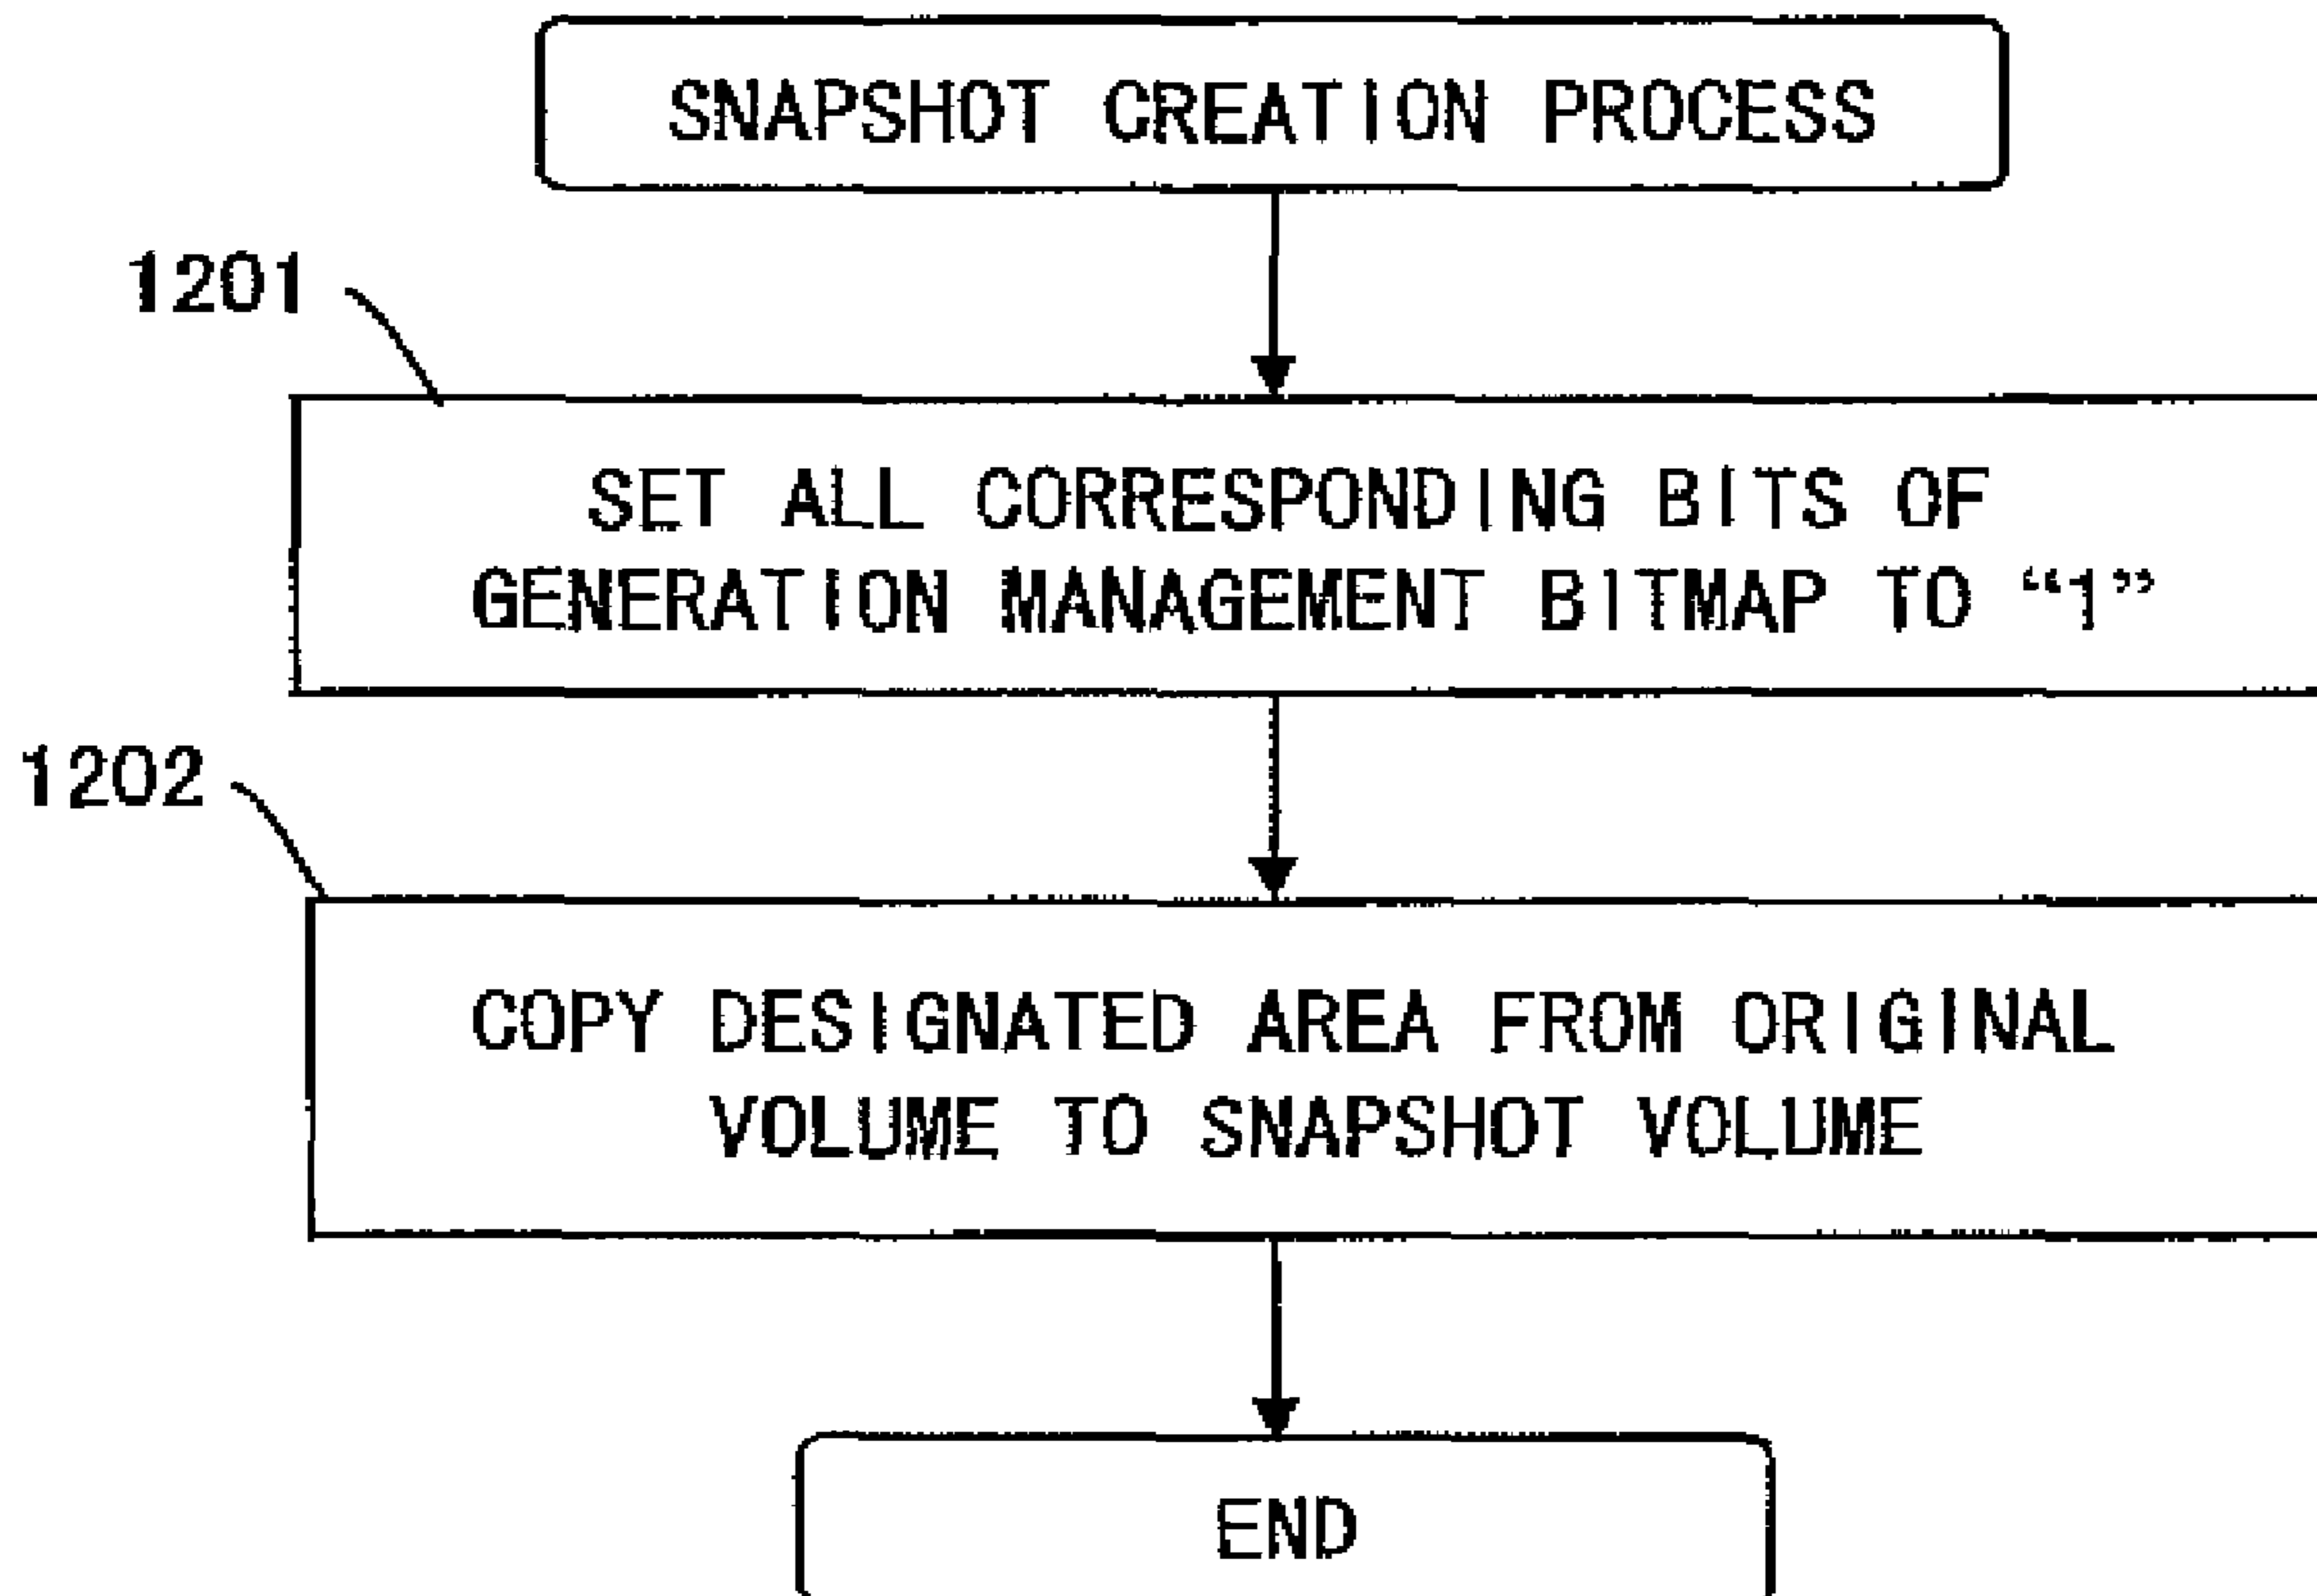 SNAPSHOT CREATION PROCESS
1201
SET ALL CORRESPONDING BITS OF
GENERATION MANAGEMENT BITMAP TO “1”
1202
COPY DESIGNATED AREA FROM ORIGINAL
VOLUME TO SNAPSHOT VOLUME
END